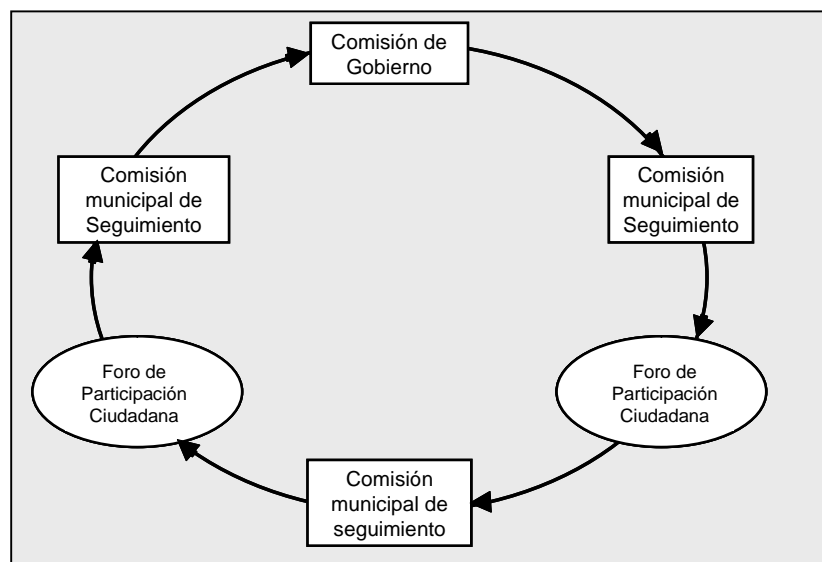 Comisión de
Gobierno
Comisión
municipal de
Seguimiento
Comisión
municipal de
Seguimiento
Foro de
Participación
Ciudadana
Foro de
Participación
Ciudadana
Comisión
municipal de
seguimiento